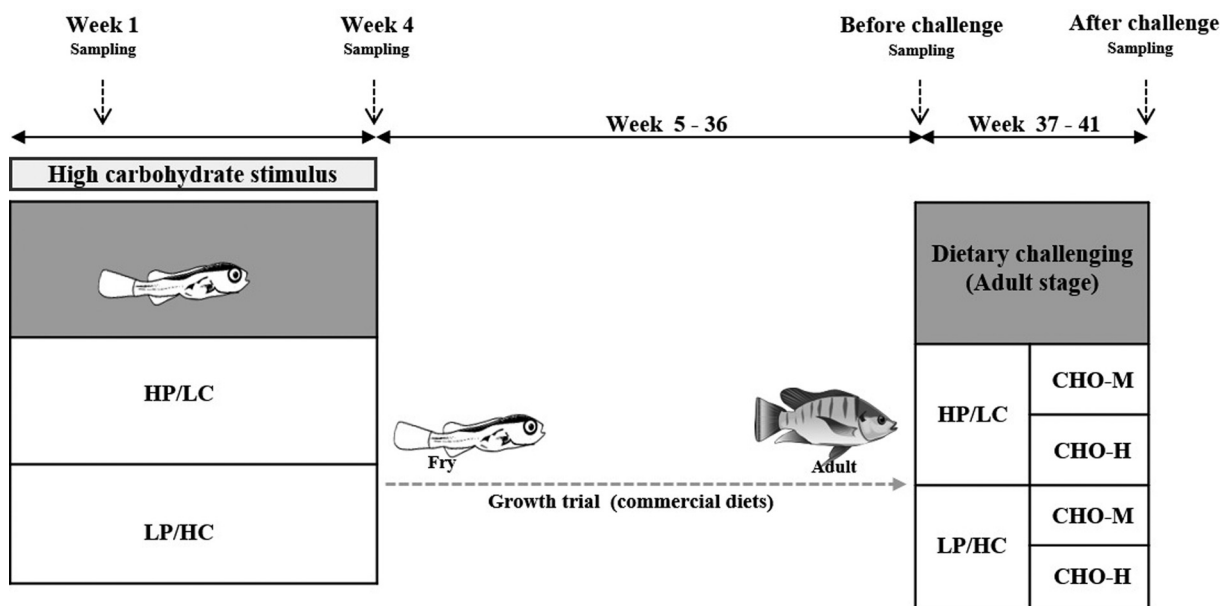 Week 1
Sampling
Week 4
Sampling
Before challenge
Sampling
After challenge
Sampling
Week 5 - 36
Week 37 - 41
High carbohydrate stimulus
HP/LC
LP/HC
Fry
Adult
Growth trial (commercial diets)
Dietary challenging
(Adult stage)
HP/LC
CHO-M
CHO-H
LP/HC
CHO-M
CHO-H